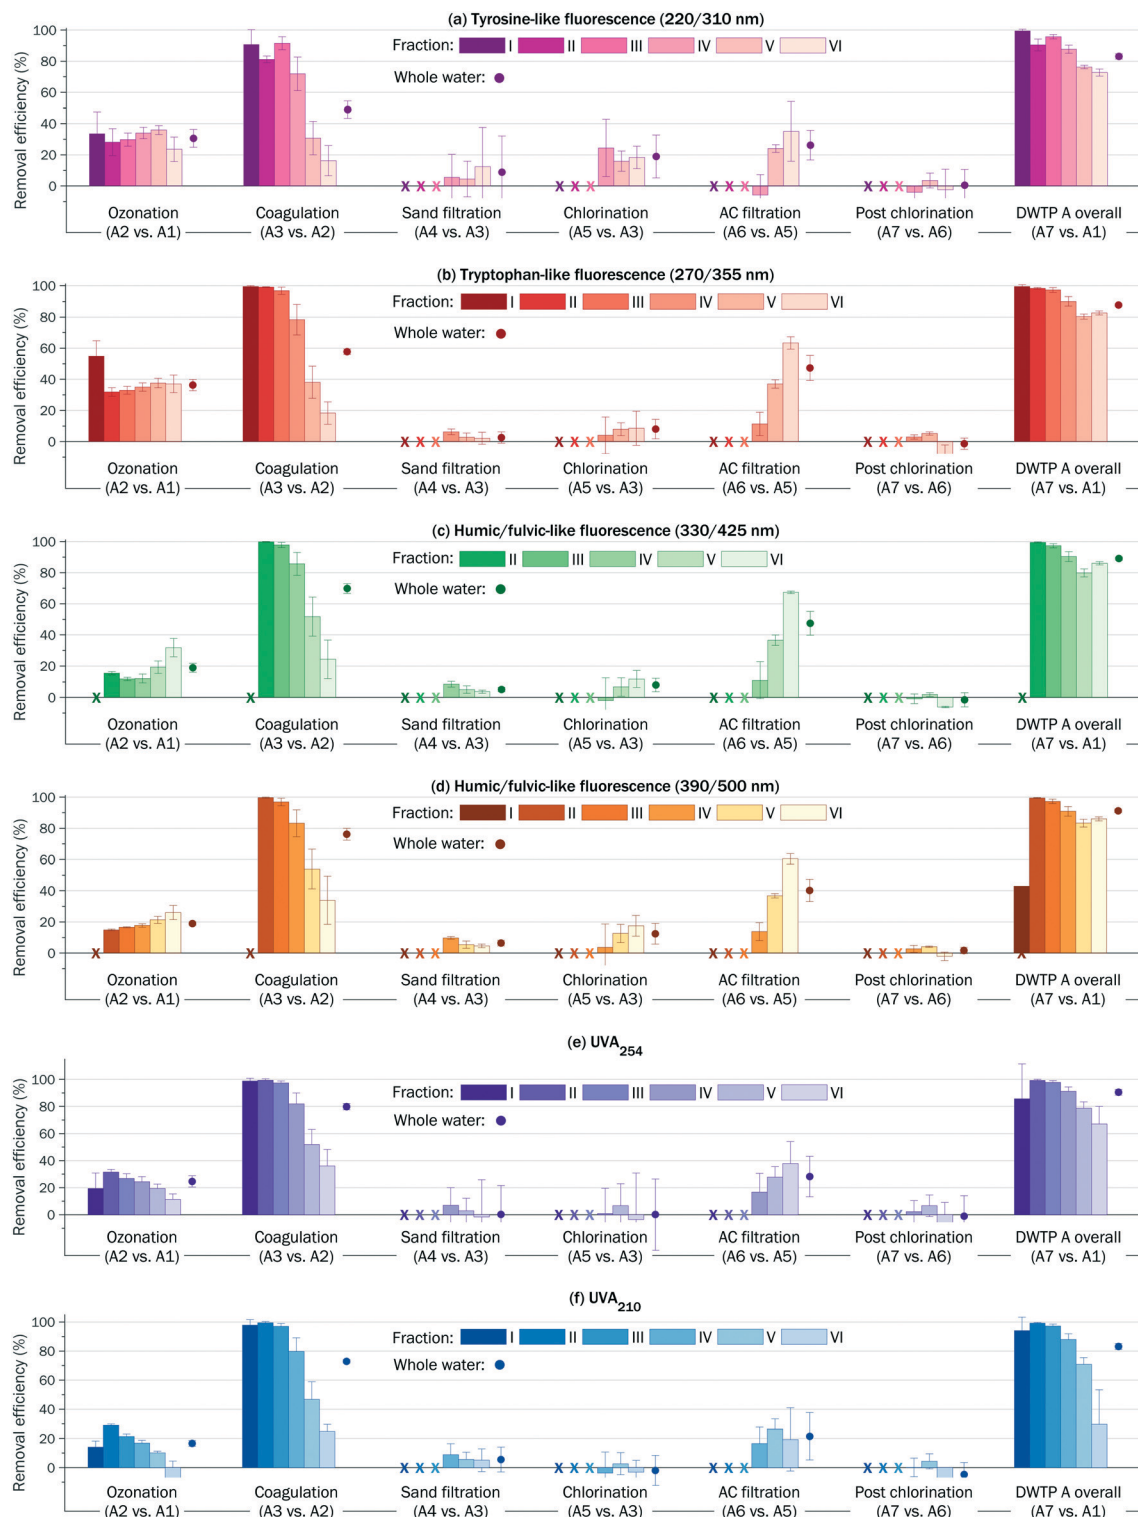 (a) Tyrosine-like fluorescence (220/310 nm)
Removal efficiency (%)
100
80
60
40
20
0
Fraction: I II III IV V VI
Whole water:
X X X X X X X X X X X X
Ozonation Coagulation Sand filtration Chlorination AC filtration Post chlorination DWTP A overall
(A2 vs. A1) (A3 vs. A2) (A4 vs. A3) (A5 vs. A3) (A6 vs. A5) (A7 vs. A6) (A7 vs. A1)
(b) Tryptophan-like fluorescence (270/355 nm)
Removal efficiency (%)
100
80
60
40
20
0
Fraction: I II III IV V VI
Whole water:
X X X X X X X X X X X X
Ozonation Coagulation Sand filtration Chlorination AC filtration Post chlorination DWTP A overall
(A2 vs. A1) (A3 vs. A2) (A4 vs. A3) (A5 vs. A3) (A6 vs. A5) (A7 vs. A6) (A7 vs. A1)
(c) Humic/fulvic-like fluorescence (330/425 nm)
Removal efficiency (%)
100
80
60
40
20
0
Fraction: II III IV V VI
Whole water:
X X X X X X X X X X X X X X X
Ozonation Coagulation Sand filtration Chlorination AC filtration Post chlorination DWTP A overall
(A2 vs. A1) (A3 vs. A2) (A4 vs. A3) (A5 vs. A3) (A6 vs. A5) (A7 vs. A6) (A7 vs. A1)
(d) Humic/fulvic-like fluorescence (390/500 nm)
Removal efficiency (%)
100
80
60
40
20
0
Fraction: I II III IV V VI
Whole water:
X X X X X X X X X X X X X X X
Ozonation Coagulation Sand filtration Chlorination AC filtration Post chlorination DWTP A overall
(A2 vs. A1) (A3 vs. A2) (A4 vs. A3) (A5 vs. A3) (A6 vs. A5) (A7 vs. A6) (A7 vs. A1)
(e) UVA254
Removal efficiency (%)
100
80
60
40
20
0
Fraction: I II III IV V VI
Whole water:
X X X X X X X X X X X X
Ozonation Coagulation Sand filtration Chlorination AC filtration Post chlorination DWTP A overall
(A2 vs. A1) (A3 vs. A2) (A4 vs. A3) (A5 vs. A3) (A6 vs. A5) (A7 vs. A6) (A7 vs. A1)
(f) UVA210
Removal efficiency (%)
100
80
60
40
20
0
Fraction: I II III IV V VI
Whole water:
X X X X X X X X X X X X
Ozonation Coagulation Sand filtration Chlorination AC filtration Post chlorination DWTP A overall
(A2 vs. A1) (A3 vs. A2) (A4 vs. A3) (A5 vs. A3) (A6 vs. A5) (A7 vs. A6) (A7 vs. A1)